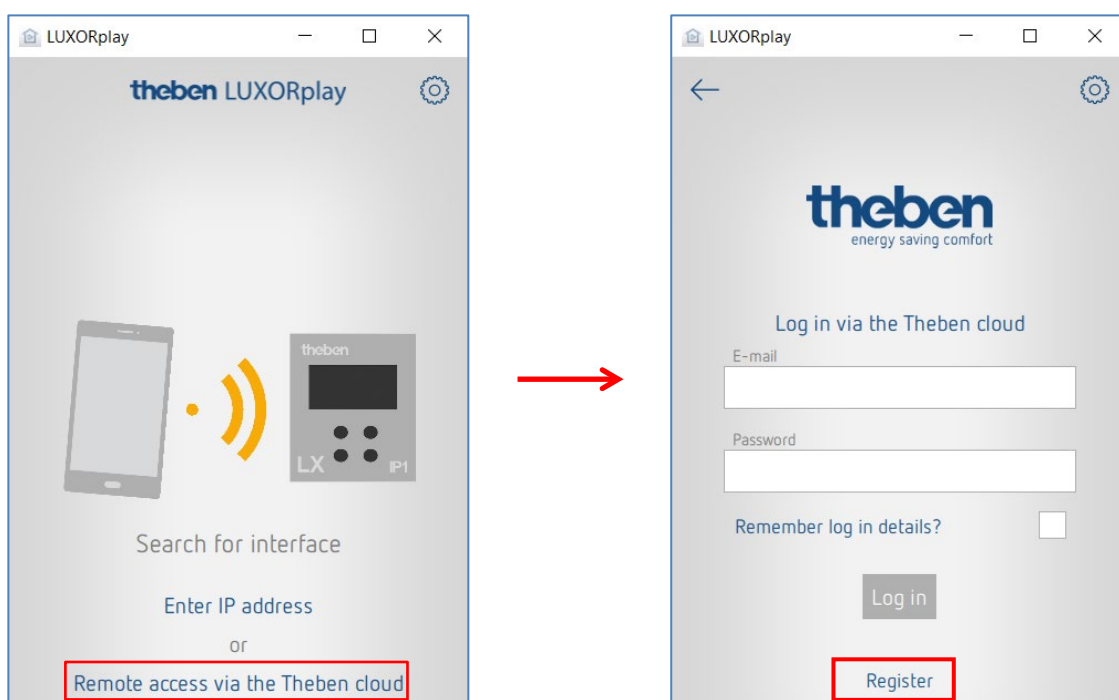 LUXORplay
theben LUXORplay
theben
LX
IP1
Search for interface
Enter IP address
or
Remote access via the Theben cloud
LUXORplay
theben
energy saving comfort
Log in via the Theben cloud
E-mail
Password
Remember log in details?
Log in
Register